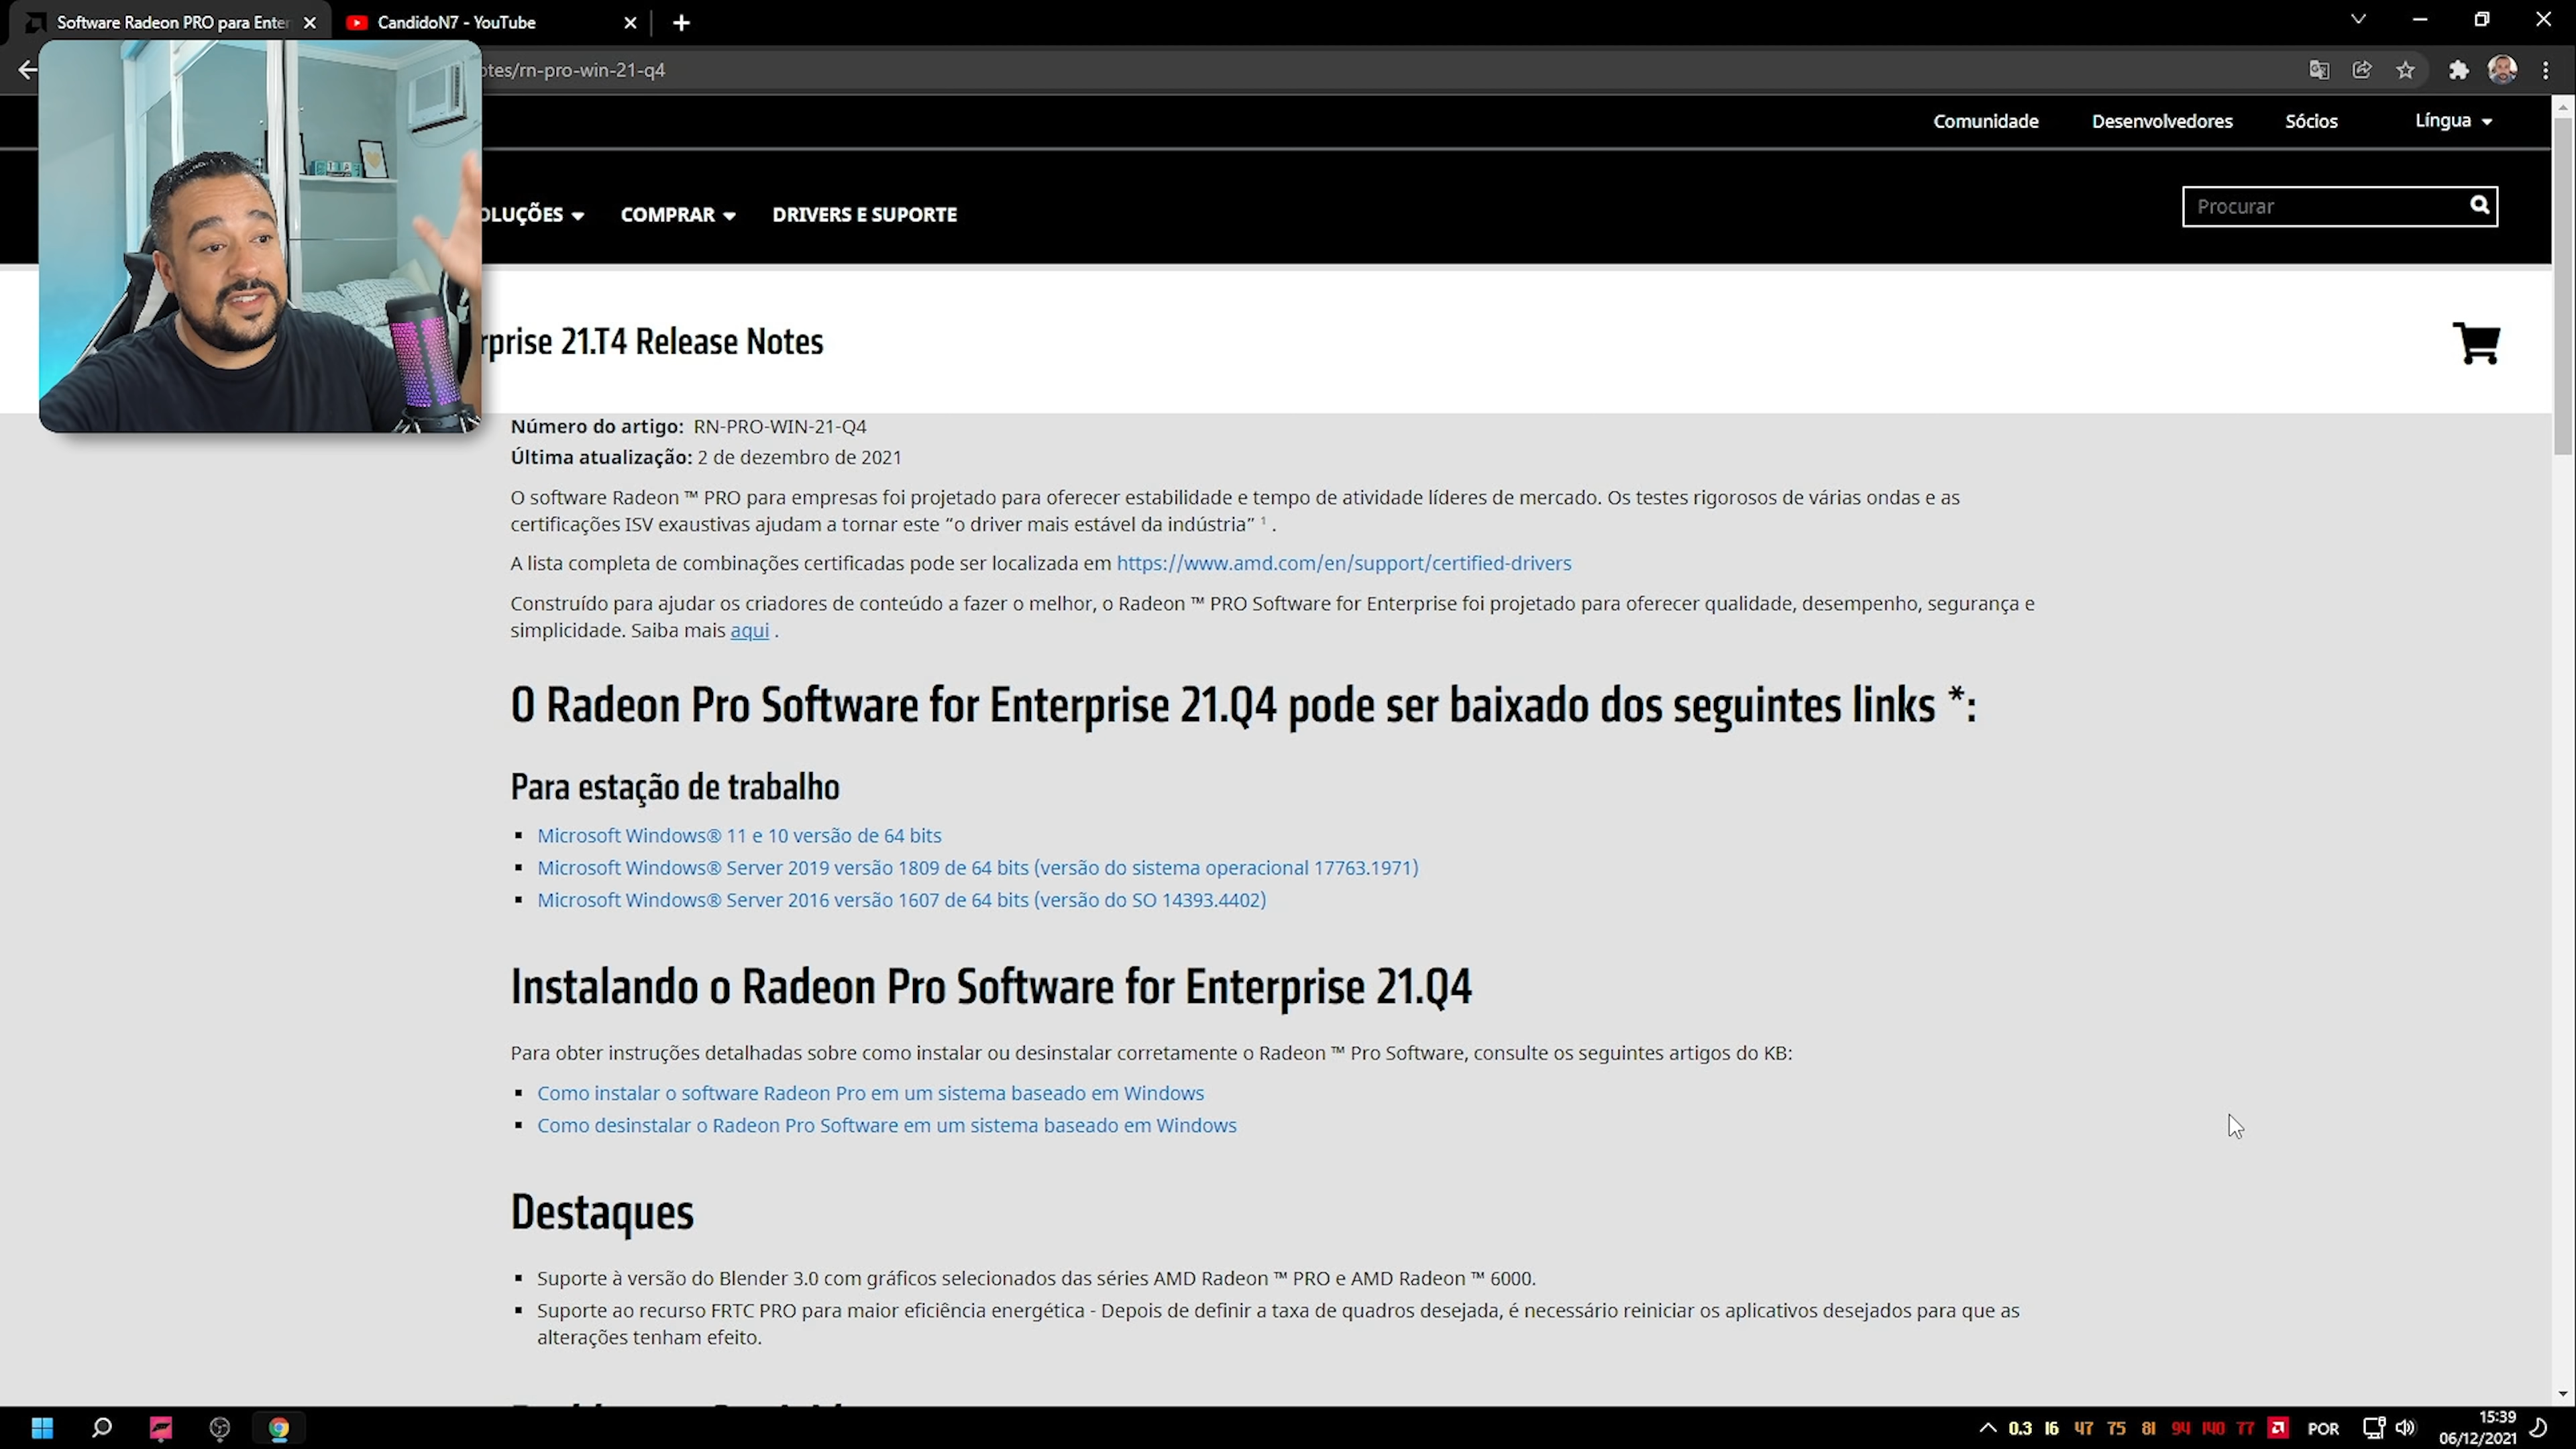 Software Radeon PRO para Enter
CandidoN7 - YouTube
otes/rn-pro-win-21-q4
Comunidade
Desenvolvedores
Sócios
Língua
OLUÇÕES
COMPRAR
DRIVERS E SUPORTE
Procurar
rprise 21.T4 Release Notes
Número do artigo: RN-PRO-WIN-21-Q4
Última atualização: 2 de dezembro de 2021
O software Radeon ™ PRO para empresas foi projetado para oferecer estabilidade e tempo de atividade líderes de mercado. Os testes rigorosos de várias ondas e as
certificações ISV exaustivas ajudam a tornar este “o driver mais estável da indústria” ¹ .
A lista completa de combinações certificadas pode ser localizada em https://www.amd.com/en/support/certified-drivers
Construído para ajudar os criadores de conteúdo a fazer o melhor, o Radeon ™ PRO Software for Enterprise foi projetado para oferecer qualidade, desempenho, segurança e
simplicidade. Saiba mais aqui .
O Radeon Pro Software for Enterprise 21.Q4 pode ser baixado dos seguintes links *:
Para estação de trabalho
▪ Microsoft Windows® 11 e 10 versão de 64 bits
▪ Microsoft Windows® Server 2019 versão 1809 de 64 bits (versão do sistema operacional 17763.1971)
▪ Microsoft Windows® Server 2016 versão 1607 de 64 bits (versão do SO 14393.4402)
Instalando o Radeon Pro Software for Enterprise 21.Q4
Para obter instruções detalhadas sobre como instalar ou desinstalar corretamente o Radeon ™ Pro Software, consulte os seguintes artigos do KB:
▪ Como instalar o software Radeon Pro em um sistema baseado em Windows
▪ Como desinstalar o Radeon Pro Software em um sistema baseado em Windows
Destaques
▪ Suporte à versão do Blender 3.0 com gráficos selecionados das séries AMD Radeon ™ PRO e AMD Radeon ™ 6000.
▪ Suporte ao recurso FRTC PRO para maior eficiência energética - Depois de definir a taxa de quadros desejada, é necessário reiniciar os aplicativos desejados para que as
alterações tenham efeito.
0.3 16 47 75 81 94 140 77 POR
15:39
06/12/2021